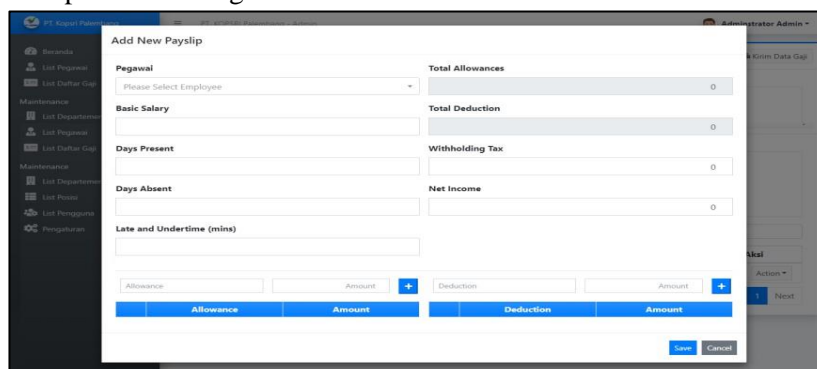 PT. Kopsri Palembang
PT. KOPSRI Palembang - Admin
Adminstrator Admin
Beranda
List Pegawai
List Daftar Gaji
Maintenance
List Departemen
List Pegawai
List Daftar Gaji
Maintenance
List Departemen
List Posisi
List Pengguna
Pengaturan
Kirim Data Gaji
Add New Payslip
Pegawai
Please Select Employee
Basic Salary
Days Present
Days Absent
Late and Undertime (mins)
Total Allowances
0
Total Deduction
0
Withholding Tax
0
Net Income
0
Allowance Amount +
Deduction Amount +
Allowance Amount
Deduction Amount
Save Cancel
Aksi
Action
1 Next